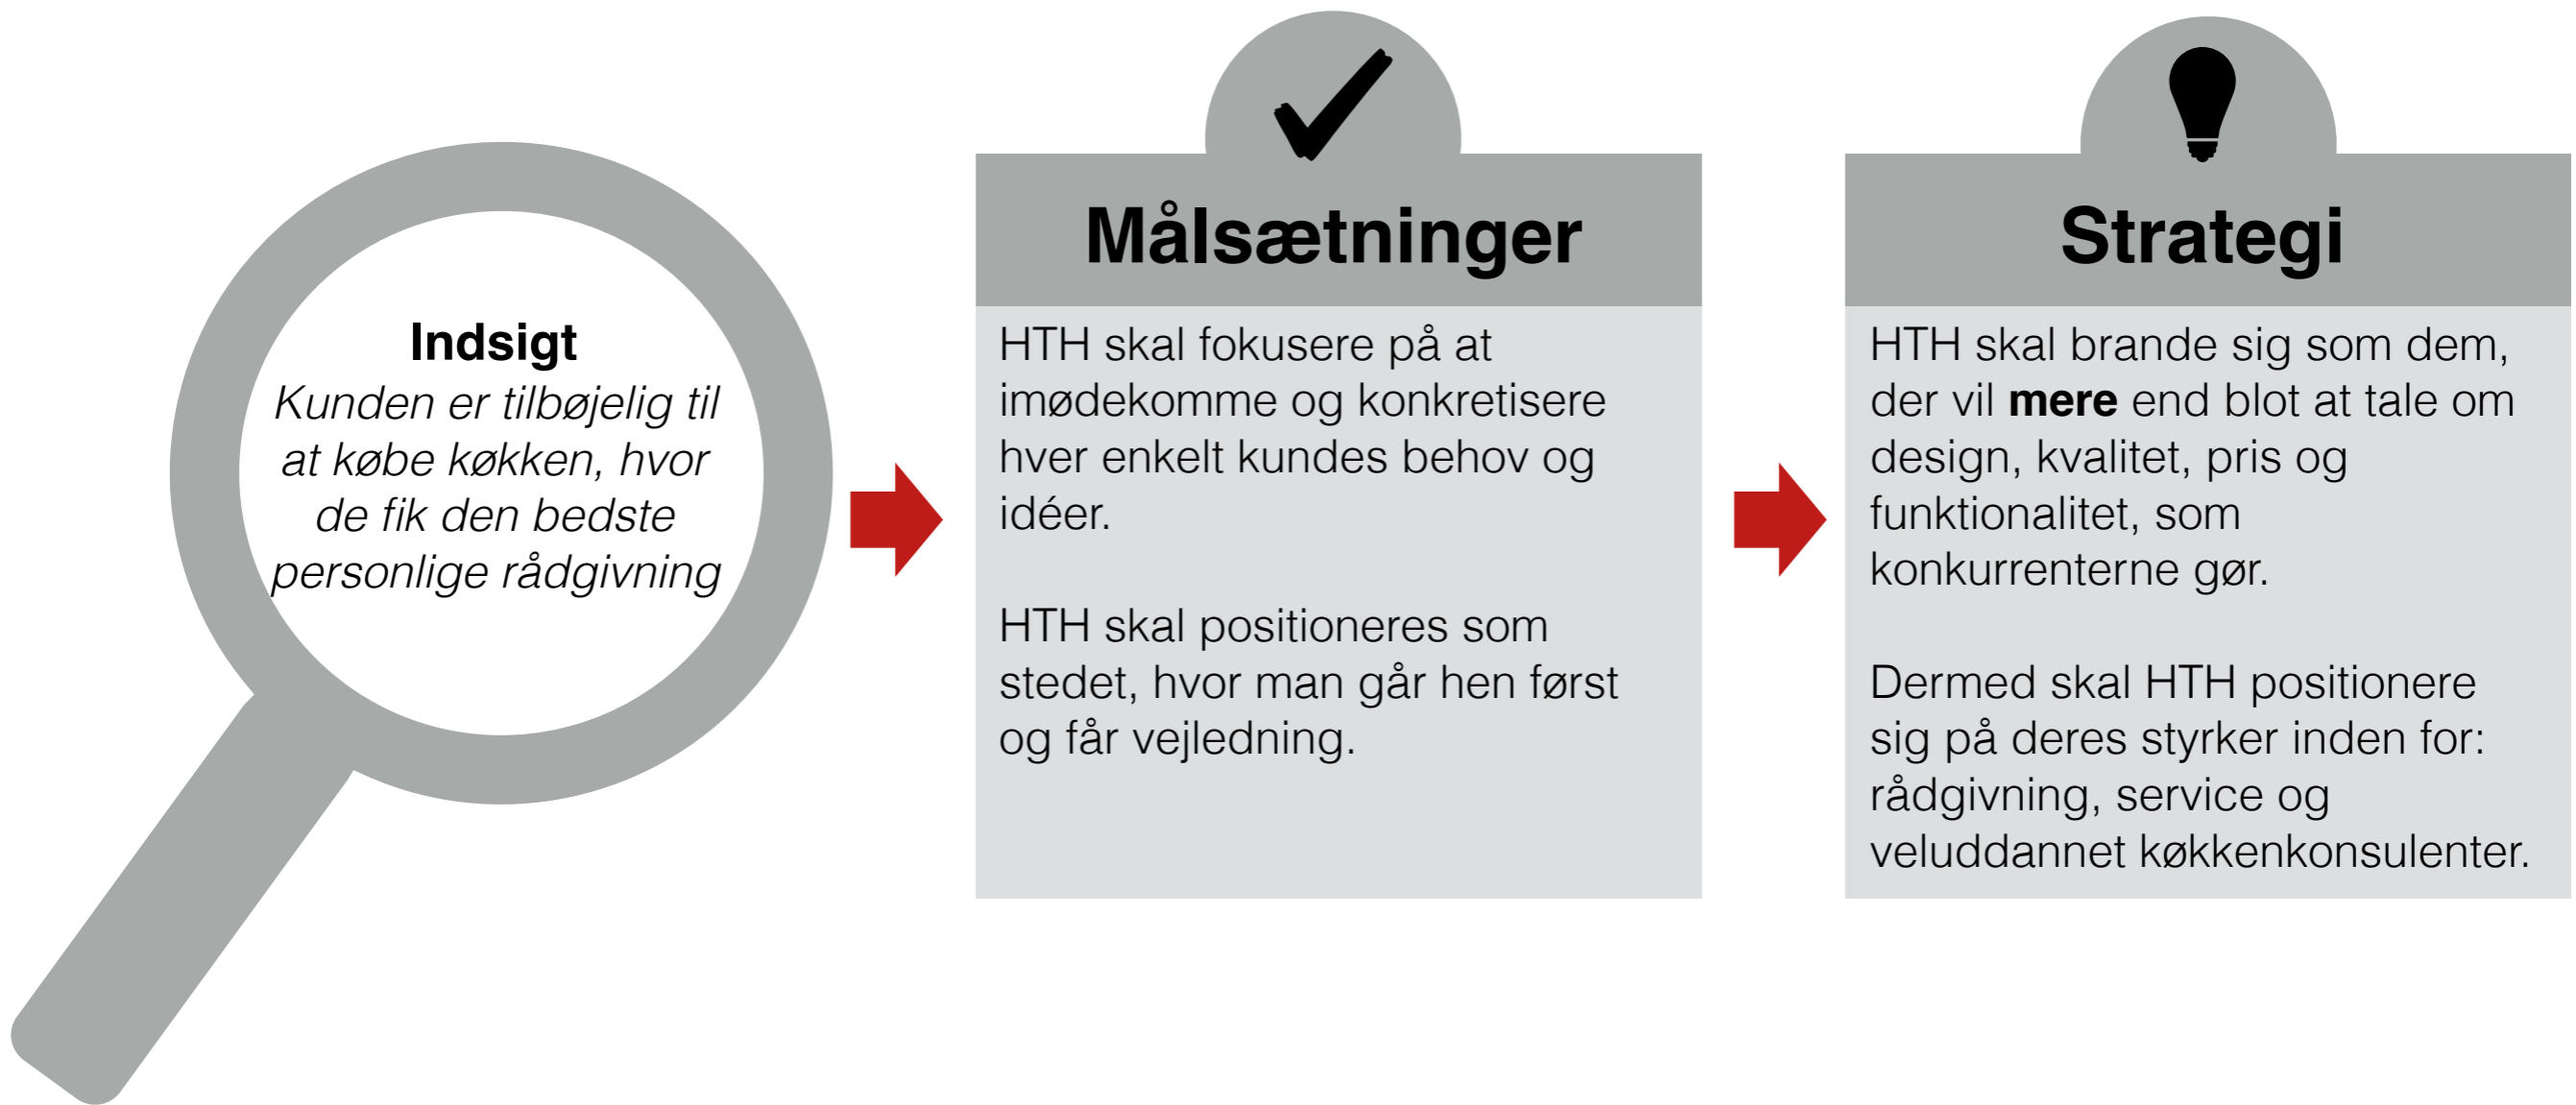 Indsigt
Kunden er tilbøjelig til
at købe køkken, hvor
de fik den bedste
personlige rådgivning
Målsætninger
HTH skal fokusere på at
imødekomme og konkretisere
hver enkelt kundes behov og
idéer.
HTH skal positioneres som
stedet, hvor man går hen først
og får vejledning.
Strategi
HTH skal brande sig som dem,
der vil mere end blot at tale om
design, kvalitet, pris og
funktionalitet, som
konkurrenterne gør.
Dermed skal HTH positionere
sig på deres styrker inden for:
rådgivning, service og
veluddannet køkkenkonsulenter.